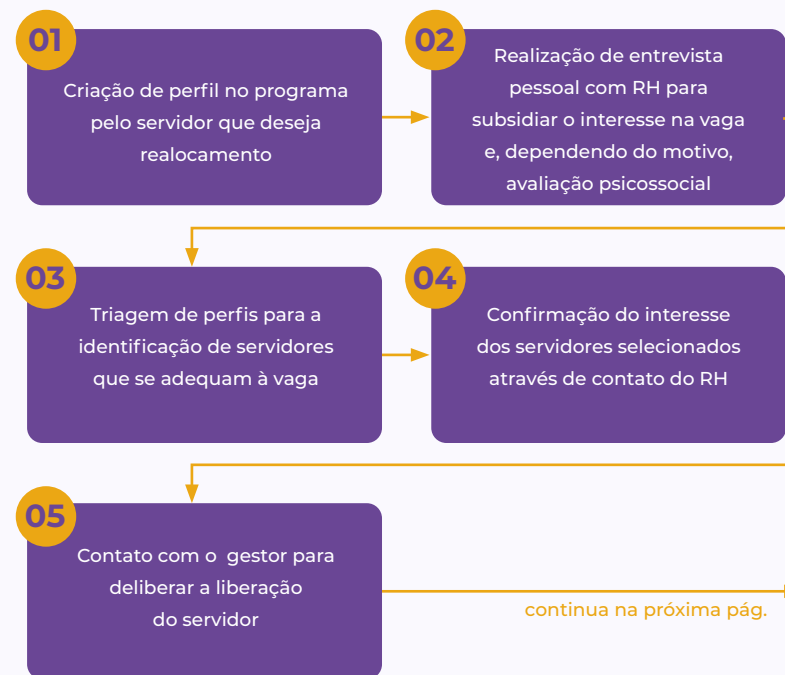 01
Criação de perfil no programa
pelo servidor que deseja
realocamento
02
Realização de entrevista
pessoal com RH para
subsidiar o interesse na vaga
e, dependendo do motivo,
avaliação psicossocial
03
Triagem de perfis para a
identificação de servidores
que se adequam à vaga
04
Confirmação do interesse
dos servidores selecionados
através de contato do RH
05
Contato com o  gestor para
deliberar a liberação
do servidor
continua na próxima pág.